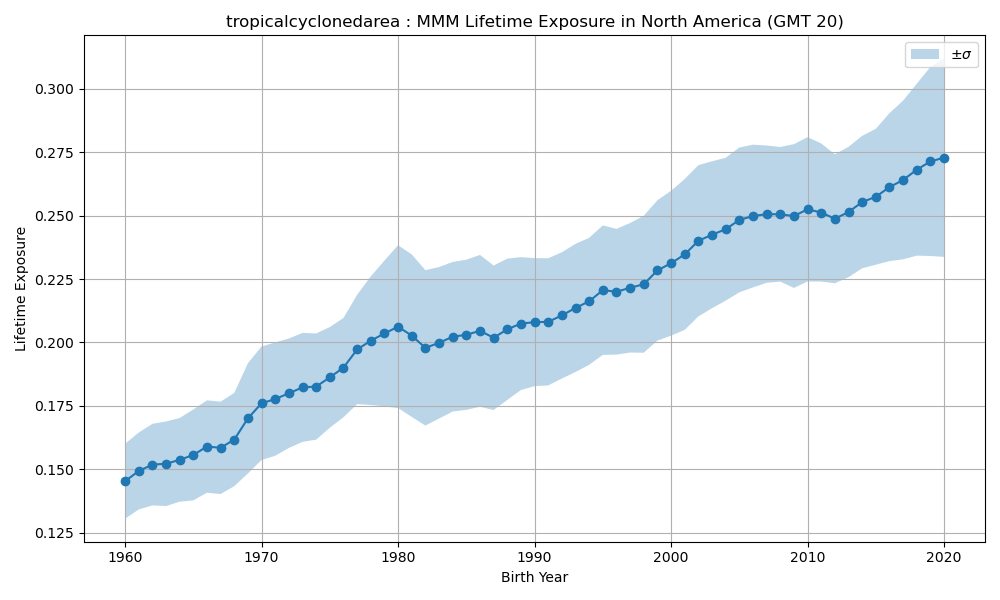 tropicalcyclonedarea : MMM Lifetime Exposure in North America (GMT 20)
±σ
Lifetime Exposure
0.300
0.275
0.250
0.225
0.200
0.175
0.150
0.125
1960 1970 1980 1990 2000 2010 2020
Birth Year